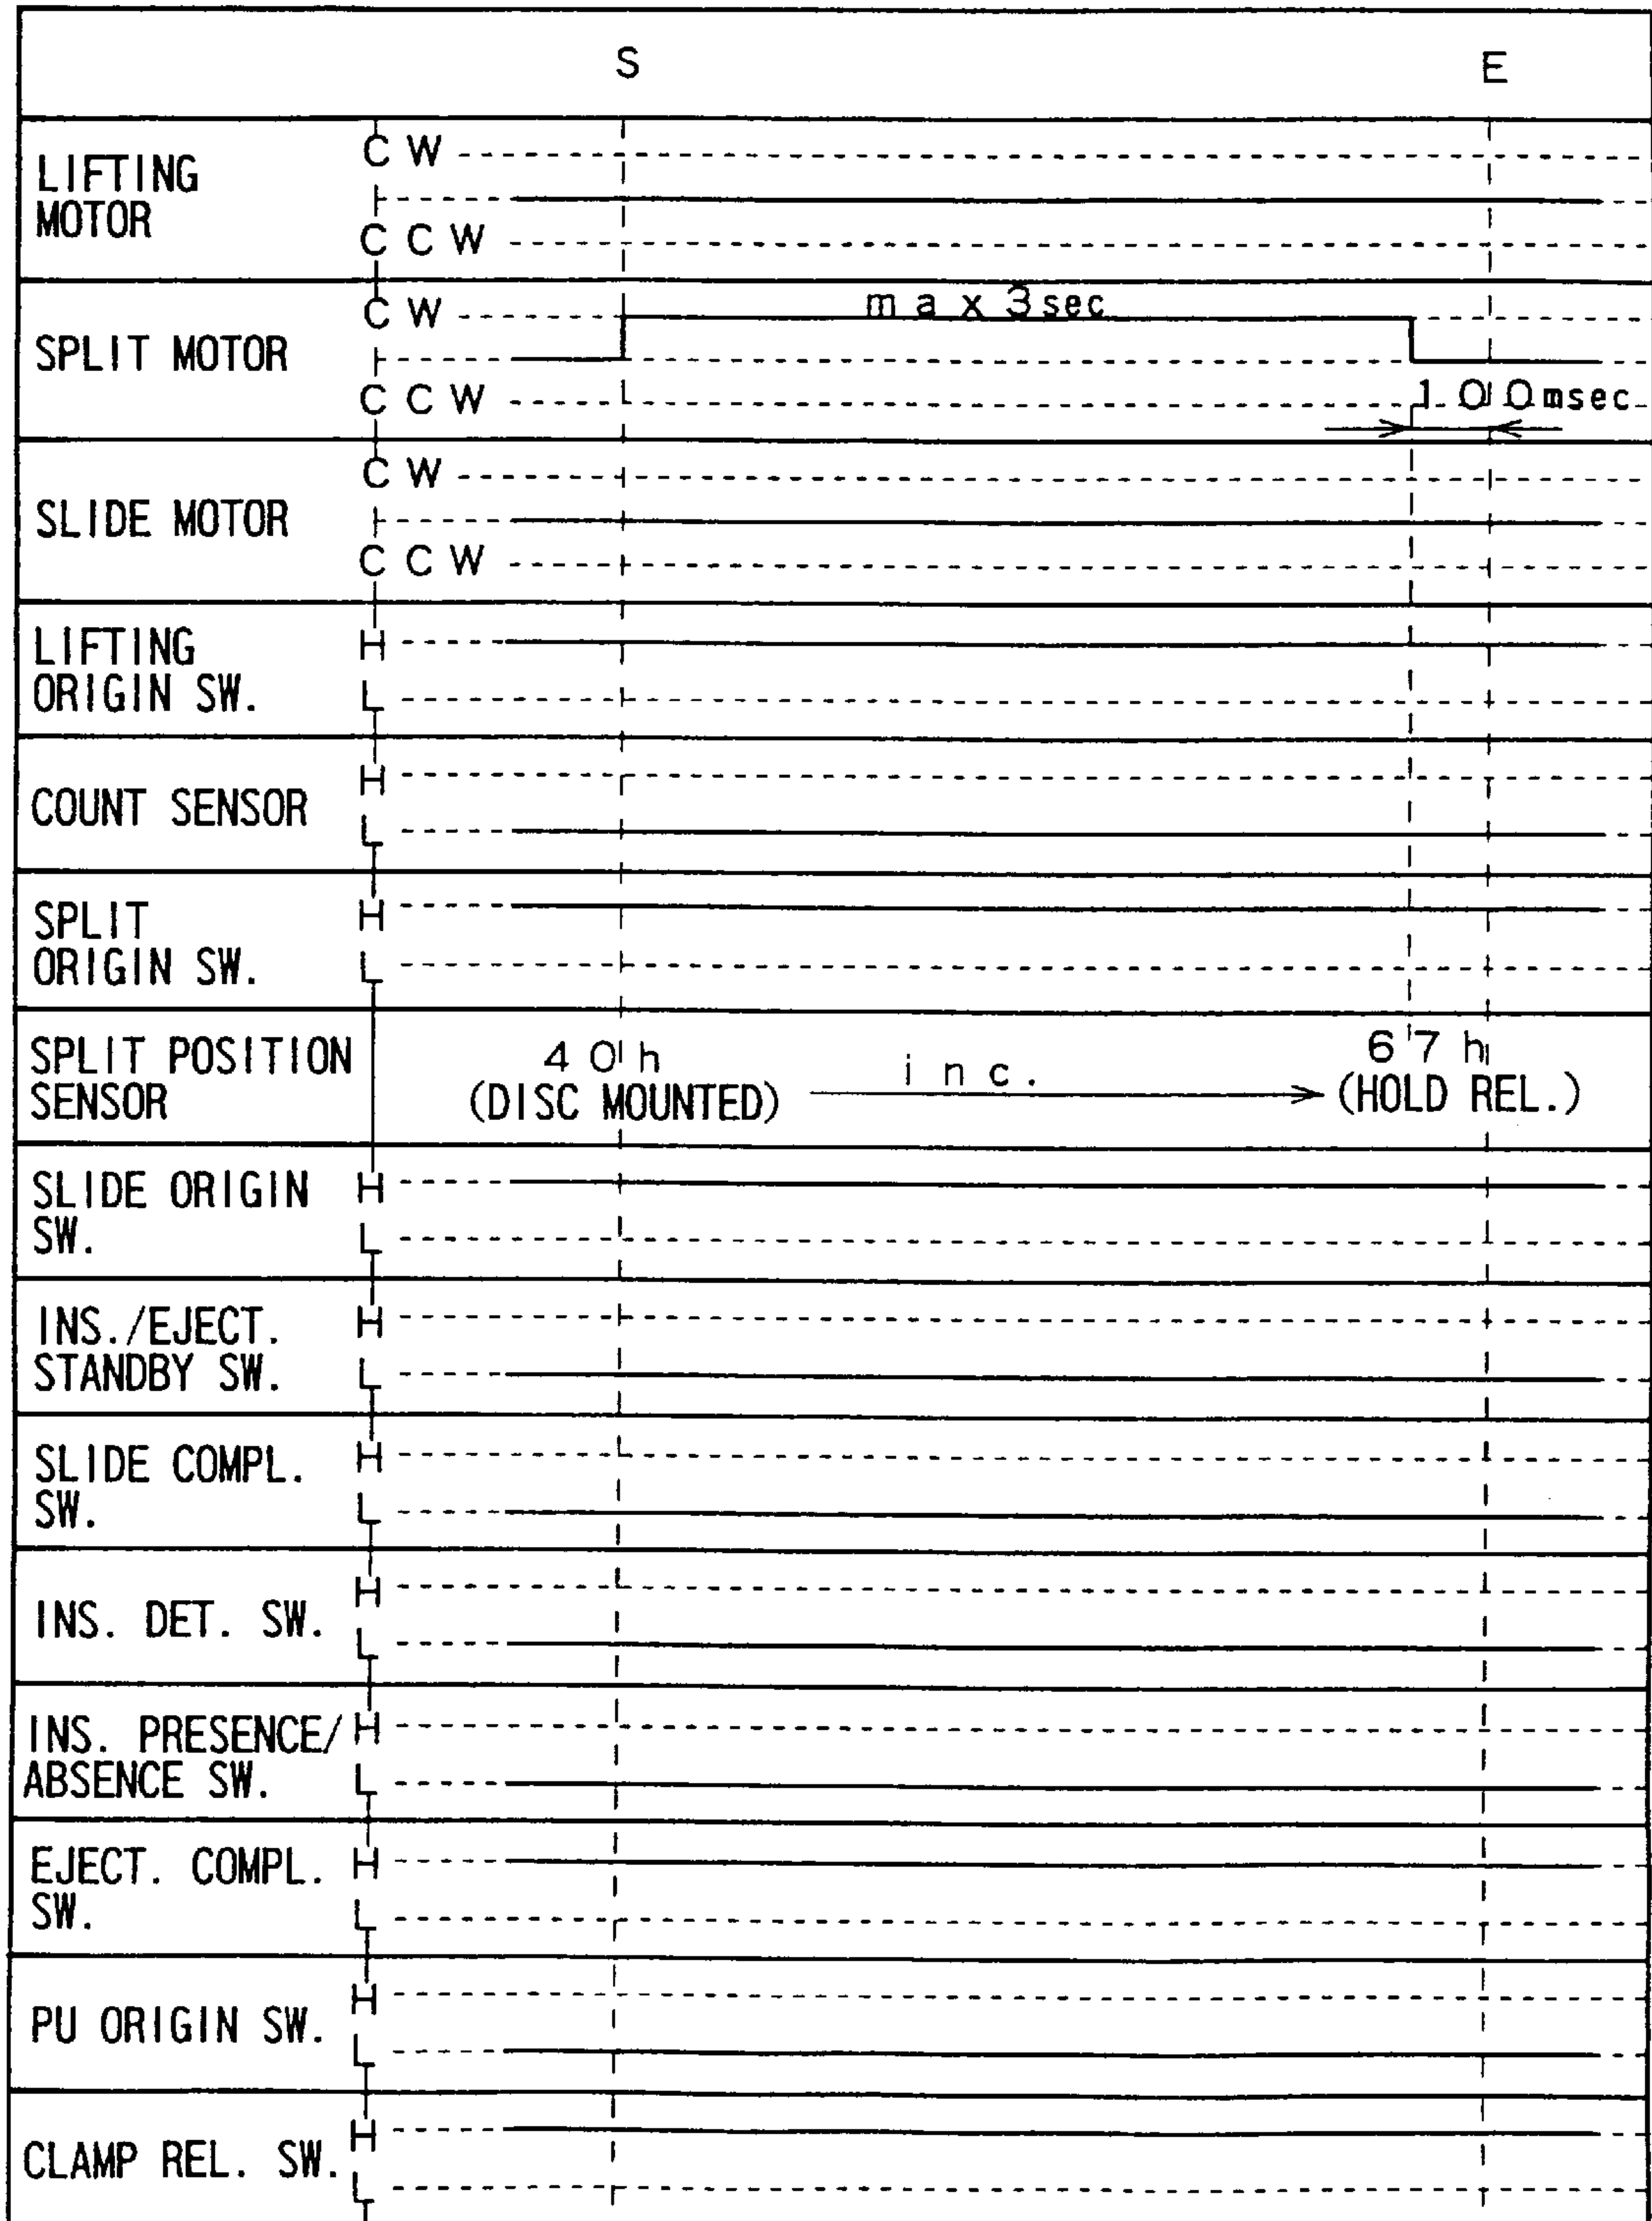 S E
LIFTING
MOTOR
CW
CCW
SPLIT MOTOR
CW
max 3sec
CCW
100msec
SLIDE MOTOR
CW
CCW
LIFTING
ORIGIN SW.
H
L
COUNT SENSOR
H
L
SPLIT
ORIGIN SW.
H
L
SPLIT POSITION
SENSOR
40h
(DISC MOUNTED)
inc.
67h
(HOLD REL.)
SLIDE ORIGIN
SW.
H
L
INS./EJECT.
STANDBY SW.
H
L
SLIDE COMPL.
SW.
H
L
INS. DET. SW.
H
L
INS. PRESENCE/
ABSENCE SW.
H
L
EJECT. COMPL.
SW.
H
L
PU ORIGIN SW.
H
L
CLAMP REL. SW.
H
L